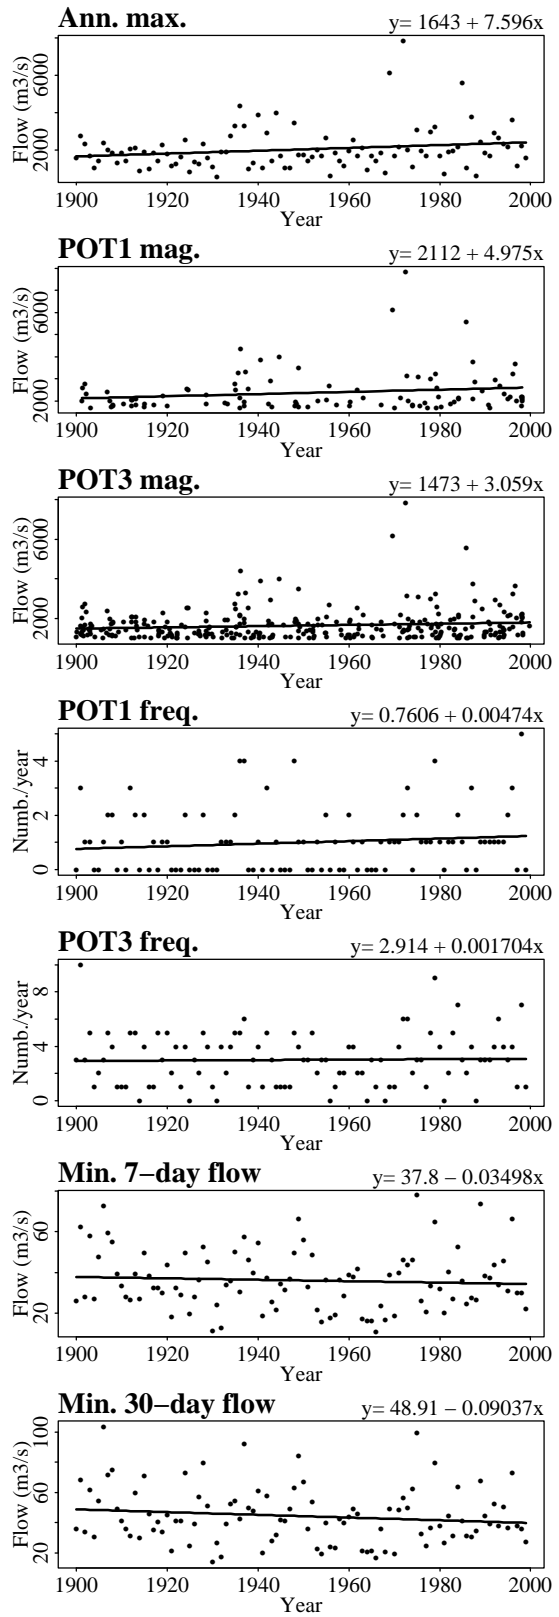 Ann. max. y= 1643 + 7.596x
Flow (m3/s)
6000
2000
1900 1920 1940 1960 1980 2000
Year
POT1 mag. y= 2112 + 4.975x
Flow (m3/s)
6000
2000
1900 1920 1940 1960 1980 2000
Year
POT3 mag. y= 1473 + 3.059x
Flow (m3/s)
6000
2000
1900 1920 1940 1960 1980 2000
Year
POT1 freq. y= 0.7606 + 0.00474x
Numb./year
4
2
0
1900 1920 1940 1960 1980 2000
Year
POT3 freq. y= 2.914 + 0.001704x
Numb./year
8
4
0
1900 1920 1940 1960 1980 2000
Year
Min. 7−day flow y= 37.8 − 0.03498x
Flow (m3/s)
60
20
1900 1920 1940 1960 1980 2000
Year
Min. 30−day flow y= 48.91 − 0.09037x
Flow (m3/s)
100
60
20
1900 1920 1940 1960 1980 2000
Year